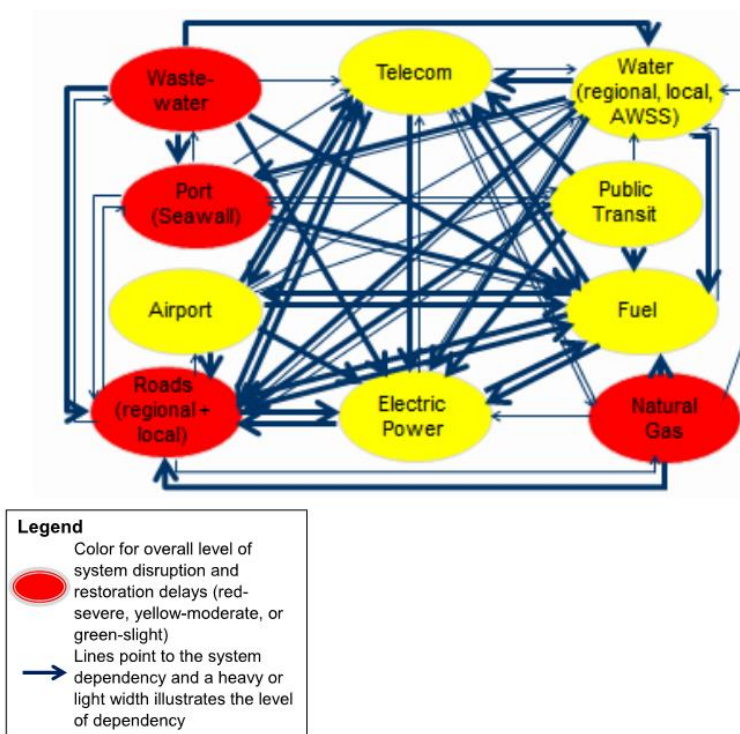 Waste-
water
Telecom
Water
(regional, local,
AWSS)
Port
(Seawall)
Public
Transit
Airport
Fuel
Roads
(regional +
local)
Electric
Power
Natural
Gas
Legend
Color for overall level of
system disruption and
restoration delays (red-
severe, yellow-moderate, or
green-slight)
Lines point to the system
dependency and a heavy or
light width illustrates the level
of dependency